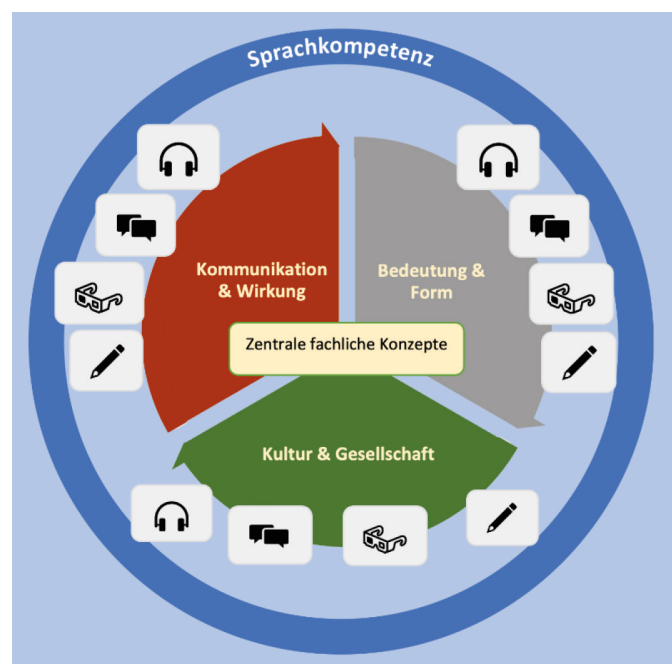 Sprachkompetenz
Kommunikation
& Wirkung
Bedeutung &
Form
Zentrale fachliche Konzepte
Kultur & Gesellschaft